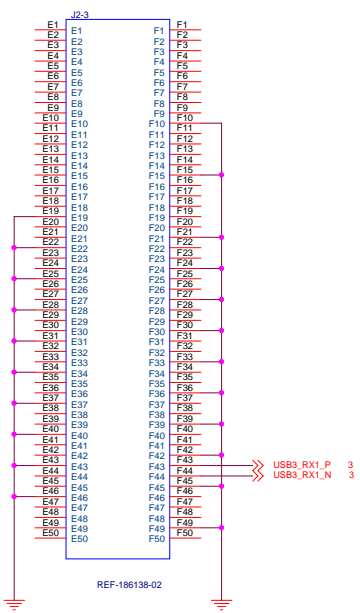 J2-3
E1 E1 F1 F1
E2 E2 F2 F2
E3 E3 F3 F3
E4 E4 F4 F4
E5 E5 F5 F5
E6 E6 F6 F6
E7 E7 F7 F7
E8 E8 F8 F8
E9 E9 F9 F9
E10 E10 F10 F10
E11 E11 F11 F11
E12 E12 F12 F12
E13 E13 F13 F13
E14 E14 F14 F14
E15 E15 F15 F15
E16 E16 F16 F16
E17 E17 F17 F17
E18 E18 F18 F18
E19 E19 F19 F19
E20 E20 F20 F20
E21 E21 F21 F21
E22 E22 F22 F22
E23 E23 F23 F23
E24 E24 F24 F24
E25 E25 F25 F25
E26 E26 F26 F26
E27 E27 F27 F27
E28 E28 F28 F28
E29 E29 F29 F29
E30 E30 F30 F30
E31 E31 F31 F31
E32 E32 F32 F32
E33 E33 F33 F33
E34 E34 F34 F34
E35 E35 F35 F35
E36 E36 F36 F36
E37 E37 F37 F37
E38 E38 F38 F38
E39 E39 F39 F39
E40 E40 F40 F40
E41 E41 F41 F41
E42 E42 F42 F42
E43 E43 F43 F43 USB3_RX1_P 3
E44 E44 F44 F44 USB3_RX1_N 3
E45 E45 F45 F45
E46 E46 F46 F46
E47 E47 F47 F47
E48 E48 F48 F48
E49 E49 F49 F49
E50 E50 F50 F50
REF-186138-02